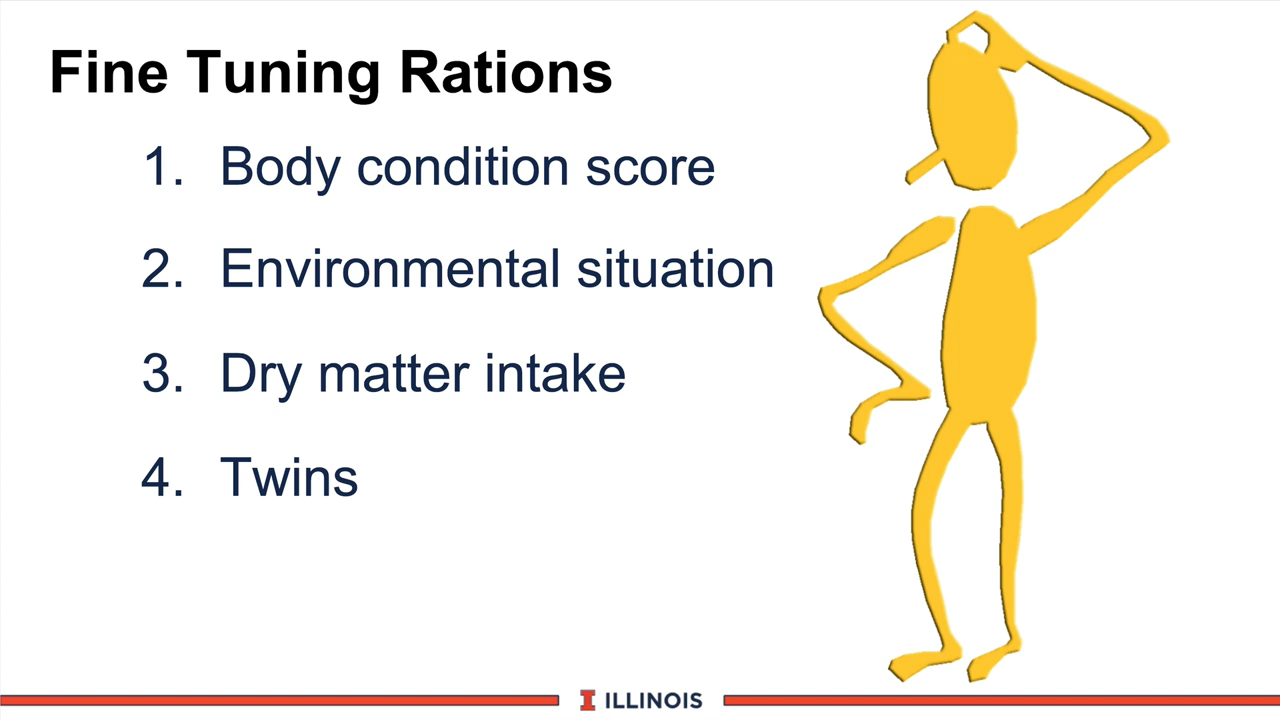 Fine Tuning Rations
1. Body condition score
2. Environmental situation
3. Dry matter intake
4. Twins
I ILLINOIS